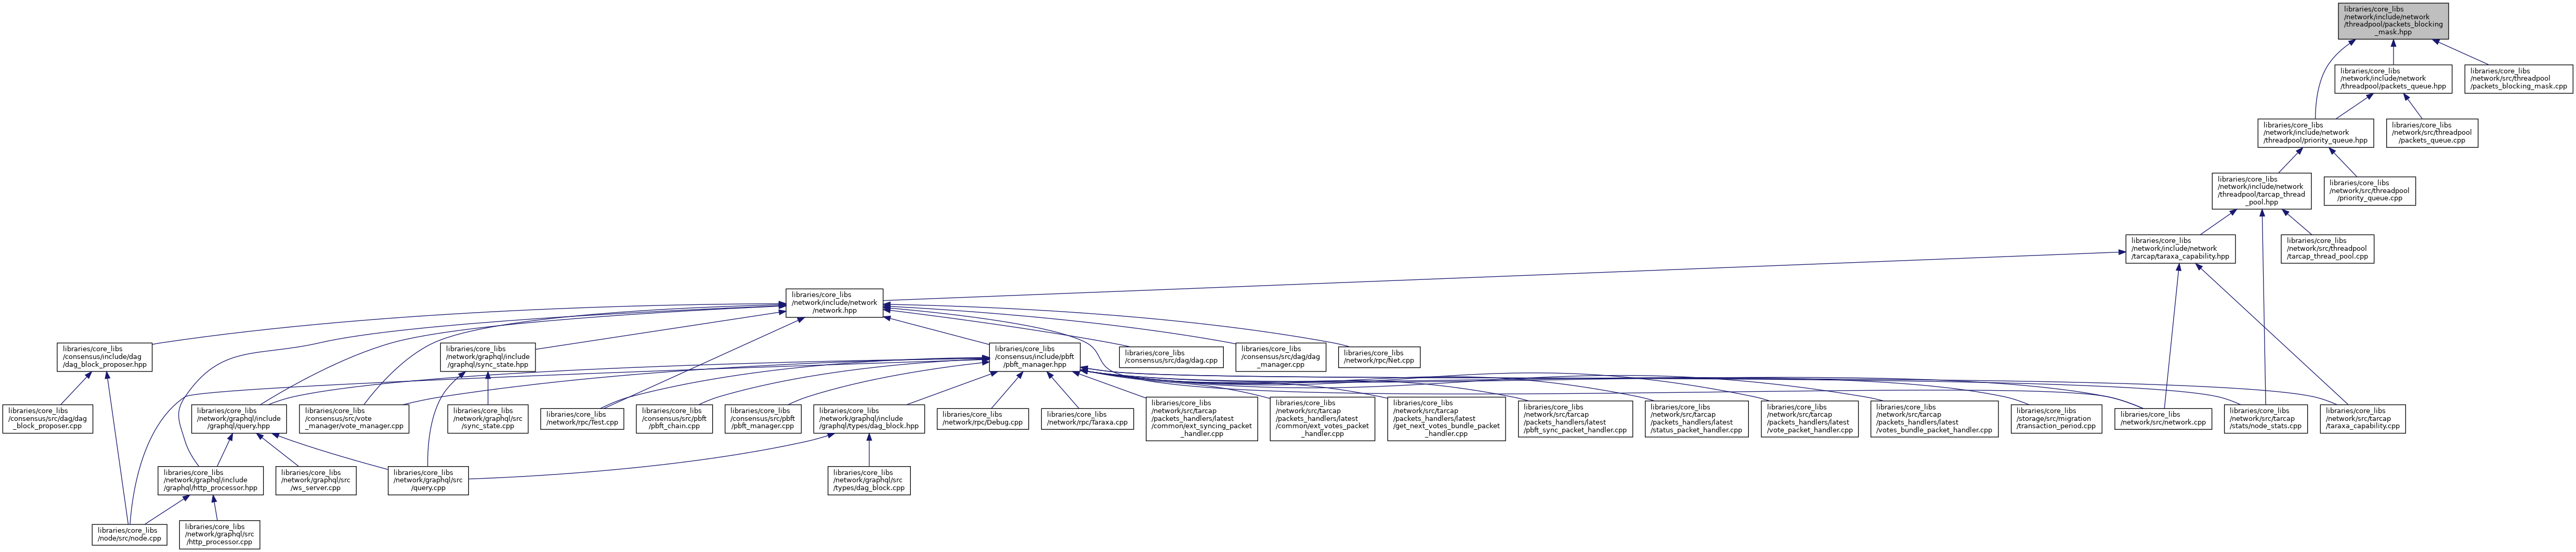 libraries/core_libs
/network/include/network
/threadpool/packets_blocking
_mask.hpp
libraries/core_libs
/network/include/network
/threadpool/packets_queue.hpp
libraries/core_libs
/network/src/threadpool
/packets_blocking_mask.cpp
libraries/core_libs
/network/include/network
/threadpool/priority_queue.hpp
libraries/core_libs
/network/src/threadpool
/packets_queue.cpp
libraries/core_libs
/network/include/network
/threadpool/tarcap_thread
_pool.hpp
libraries/core_libs
/network/src/threadpool
/priority_queue.cpp
libraries/core_libs
/network/include/network
/tarcap/taraxa_capability.hpp
libraries/core_libs
/network/src/threadpool
/tarcap_thread_pool.cpp
libraries/core_libs
/network/include/network
/network.hpp
libraries/core_libs
/consensus/include/dag
/dag_block_proposer.hpp
libraries/core_libs
/network/graphql/include
/graphql/sync_state.hpp
libraries/core_libs
/consensus/include/pbft
/pbft_manager.hpp
libraries/core_libs
/consensus/src/dag/dag.cpp
libraries/core_libs
/consensus/src/dag/dag
_manager.cpp
libraries/core_libs
/network/rpc/Net.cpp
libraries/core_libs
/consensus/src/dag/dag
_block_proposer.cpp
libraries/core_libs
/network/graphql/include
/graphql/query.hpp
libraries/core_libs
/consensus/src/vote
_manager/vote_manager.cpp
libraries/core_libs
/network/graphql/src
/sync_state.cpp
libraries/core_libs
/network/rpc/Test.cpp
libraries/core_libs
/consensus/src/pbft
/pbft_chain.cpp
libraries/core_libs
/consensus/src/pbft
/pbft_manager.cpp
libraries/core_libs
/network/graphql/include
/graphql/types/dag_block.hpp
libraries/core_libs
/network/rpc/Debug.cpp
libraries/core_libs
/network/rpc/Taraxa.cpp
libraries/core_libs
/network/src/tarcap
/packets_handlers/latest
/common/ext_syncing_packet
_handler.cpp
libraries/core_libs
/network/src/tarcap
/packets_handlers/latest
/common/ext_votes_packet
_handler.cpp
libraries/core_libs
/network/src/tarcap
/packets_handlers/latest
/get_next_votes_bundle_packet
_handler.cpp
libraries/core_libs
/network/src/tarcap
/packets_handlers/latest
/pbft_sync_packet_handler.cpp
libraries/core_libs
/network/src/tarcap
/packets_handlers/latest
/status_packet_handler.cpp
libraries/core_libs
/network/src/tarcap
/packets_handlers/latest
/vote_packet_handler.cpp
libraries/core_libs
/network/src/tarcap
/packets_handlers/latest
/votes_bundle_packet_handler.cpp
libraries/core_libs
/storage/src/migration
/transaction_period.cpp
libraries/core_libs
/network/src/network.cpp
libraries/core_libs
/network/src/tarcap
/stats/node_stats.cpp
libraries/core_libs
/network/src/tarcap
/taraxa_capability.cpp
libraries/core_libs
/network/graphql/include
/graphql/http_processor.hpp
libraries/core_libs
/network/graphql/src
/ws_server.cpp
libraries/core_libs
/network/graphql/src
/query.cpp
libraries/core_libs
/network/graphql/src
/types/dag_block.cpp
libraries/core_libs
/node/src/node.cpp
libraries/core_libs
/network/graphql/src
/http_processor.cpp